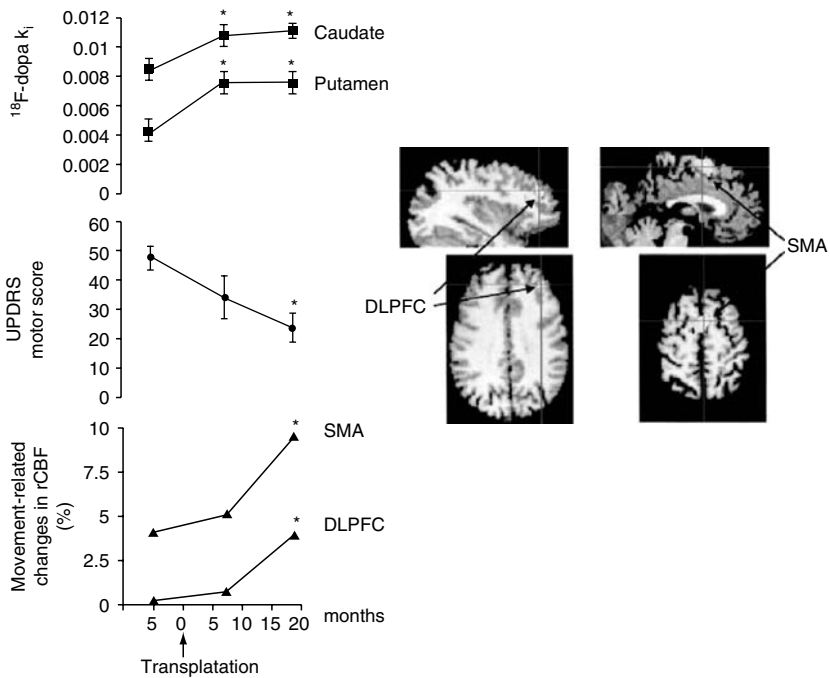 0.012
0.01
0.008
0.006
0.004
0.002
0
18F-dopa ki
* *
Caudate
* *
Putamen
60
50
40
30
20
10
0
UPDRS
motor score
*
DLPFC
SMA
10
7.5
5
2.5
0
Movement-related
changes in rCBF
(%)
*
SMA
*
DLPFC
5 0 5 10 15 20 months
Transplatation